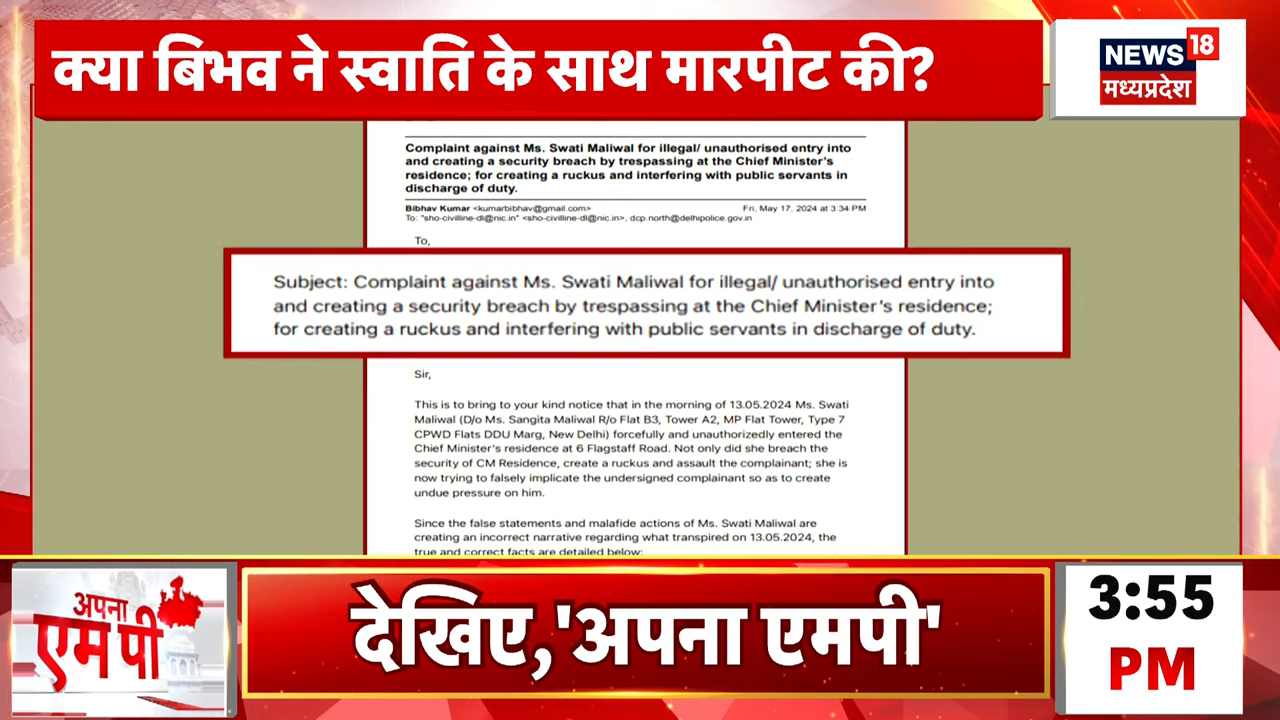 क्या बिभव ने स्वाति के साथ मारपीट की?
NEWS 18
मध्यप्रदेश
Complaint against Ms. Swati Maliwal for illegal/ unauthorised entry into
and creating a security breach by trespassing at the Chief Minister's
residence; for creating a ruckus and interfering with public servants in
discharge of duty.
Bibhav Kumar <kumarbibhav@gmail.com> Fri, May 17, 2024 at 3:34 PM
To: "sho-civilline-dl@nic.in" <sho-civilline-dl@nic.in>, dcp.north@delhipolice.gov.in
To,
Subject: Complaint against Ms. Swati Maliwal for illegal/ unauthorised entry into
and creating a security breach by trespassing at the Chief Minister's residence;
for creating a ruckus and interfering with public servants in discharge of duty.
Sir,
This is to bring to your kind notice that in the morning of 13.05.2024 Ms. Swati
Maliwal (D/o Ms. Sangita Maliwal R/o Flat B3, Tower A2, MP Flat Tower, Type 7
CPWD Flats DDU Marg, New Delhi) forcefully and unauthorizedly entered the
Chief Minister's residence at 6 Flagstaff Road. Not only did she breach the
security of CM Residence, create a ruckus and assault the complainant; she is
now trying to falsely implicate the undersigned complainant so as to create
undue pressure on him.
Since the false statements and malafide actions of Ms. Swati Maliwal are
creating an incorrect narrative regarding what transpired on 13.05.2024, the
true and correct facts are detailed below:
अपना
एमपी
देखिए, 'अपना एमपी'
3:55
PM